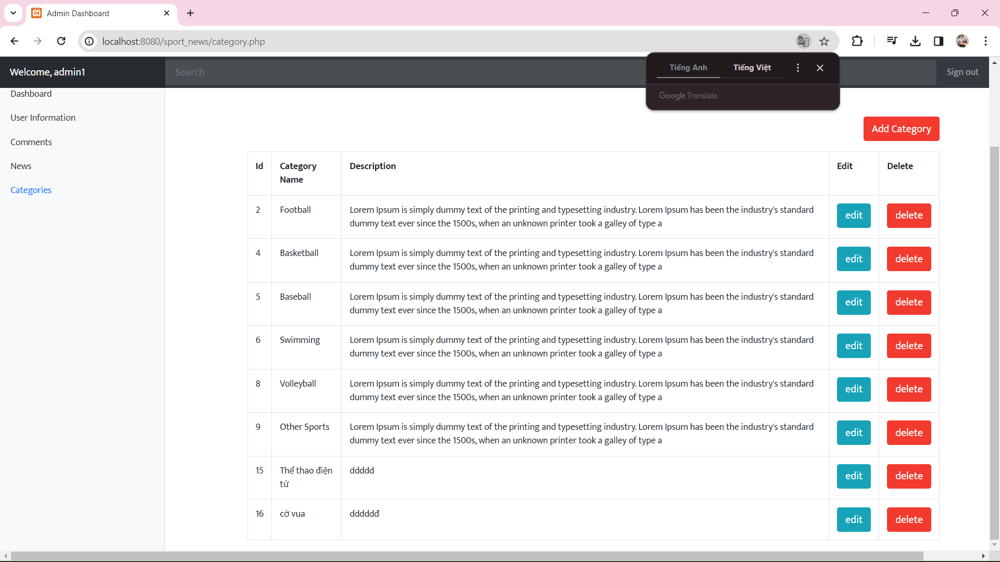 Admin Dashboard
localhost:8080/sport_news/category.php
Tiếng Anh
Tiếng Việt
Google Translate
Welcome, admin1
Search
Sign out
Dashboard
User Information
Comments
News
Categories
Add Category
Id
Category
Name
Description
Edit
Delete
2
Football
Lorem Ipsum is simply dummy text of the printing and typesetting industry. Lorem Ipsum has been the industry's standard
dummy text ever since the 1500s, when an unknown printer took a galley of type a
edit
delete
4
Basketball
Lorem Ipsum is simply dummy text of the printing and typesetting industry. Lorem Ipsum has been the industry's standard
dummy text ever since the 1500s, when an unknown printer took a galley of type a
edit
delete
5
Baseball
Lorem Ipsum is simply dummy text of the printing and typesetting industry. Lorem Ipsum has been the industry's standard
dummy text ever since the 1500s, when an unknown printer took a galley of type a
edit
delete
6
Swimming
Lorem Ipsum is simply dummy text of the printing and typesetting industry. Lorem Ipsum has been the industry's standard
dummy text ever since the 1500s, when an unknown printer took a galley of type a
edit
delete
8
Volleyball
Lorem Ipsum is simply dummy text of the printing and typesetting industry. Lorem Ipsum has been the industry's standard
dummy text ever since the 1500s, when an unknown printer took a galley of type a
edit
delete
9
Other Sports
Lorem Ipsum is simply dummy text of the printing and typesetting industry. Lorem Ipsum has been the industry's standard
dummy text ever since the 1500s, when an unknown printer took a galley of type a
edit
delete
15
Thể thao điện
tử
ddddd
edit
delete
16
cờ vua
dddddđ
edit
delete